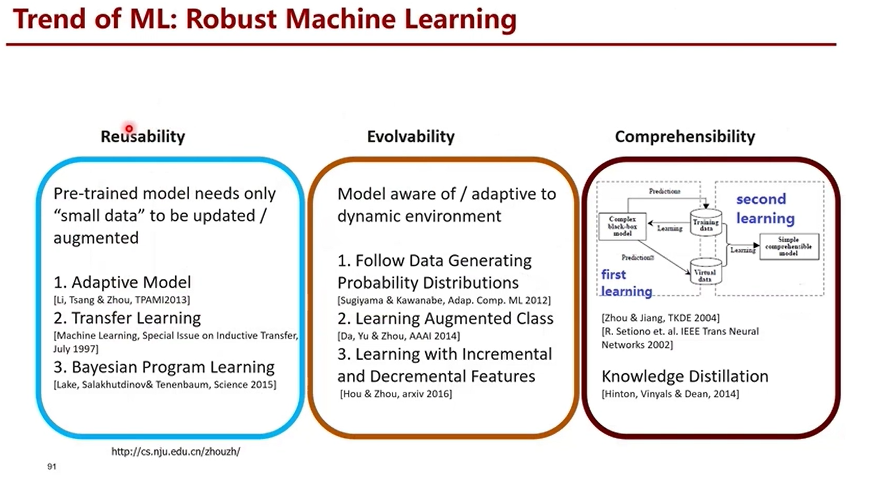 Trend of ML: Robust Machine Learning
Reusability
Pre-trained model needs only
“small data” to be updated /
augmented
1. Adaptive Model
[Li, Tsang & Zhou, TPAMI2013]
2. Transfer Learning
[Machine Learning, Special Issue on Inductive Transfer,
July 1997]
3. Bayesian Program Learning
[Lake, Salakhutdinov& Tenenbaum, Science 2015]
Evolvability
Model aware of / adaptive to
dynamic environment
1. Follow Data Generating
Probability Distributions
[Sugiyama & Kawanabe, Adap. Comp. ML 2012]
2. Learning Augmented Class
[Da, Yu & Zhou, AAAI 2014]
3. Learning with Incremental
and Decremental Features
[Hou & Zhou, arxiv 2016]
Comprehensibility
Predictions
Complex
black-box
model
Learning
Training
data
Predictions
Virtual
data
first
learning
second
learning
Learning
Simple
comprehensible
model
[Zhou & Jiang, TKDE 2004]
[R. Setiono et. al. IEEE Trans Neural
Networks 2002]
Knowledge Distillation
[Hinton, Vinyals & Dean, 2014]
http://cs.nju.edu.cn/zhouzh/
91